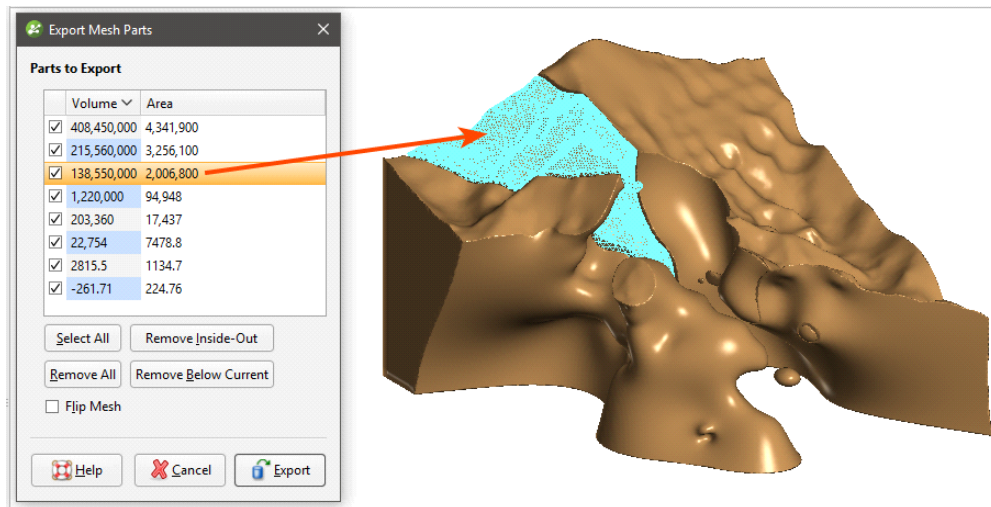 Export Mesh Parts
Parts to Export
Volume Area
408,450,000 4,341,900
215,560,000 3,256,100
138,550,000 2,006,800
1,220,000 94,948
203,360 17,437
22,754 7478.8
2815.5 1134.7
-261.71 224.76
Select All Remove Inside-Out
Remove All Remove Below Current
Flip Mesh
Help Cancel Export